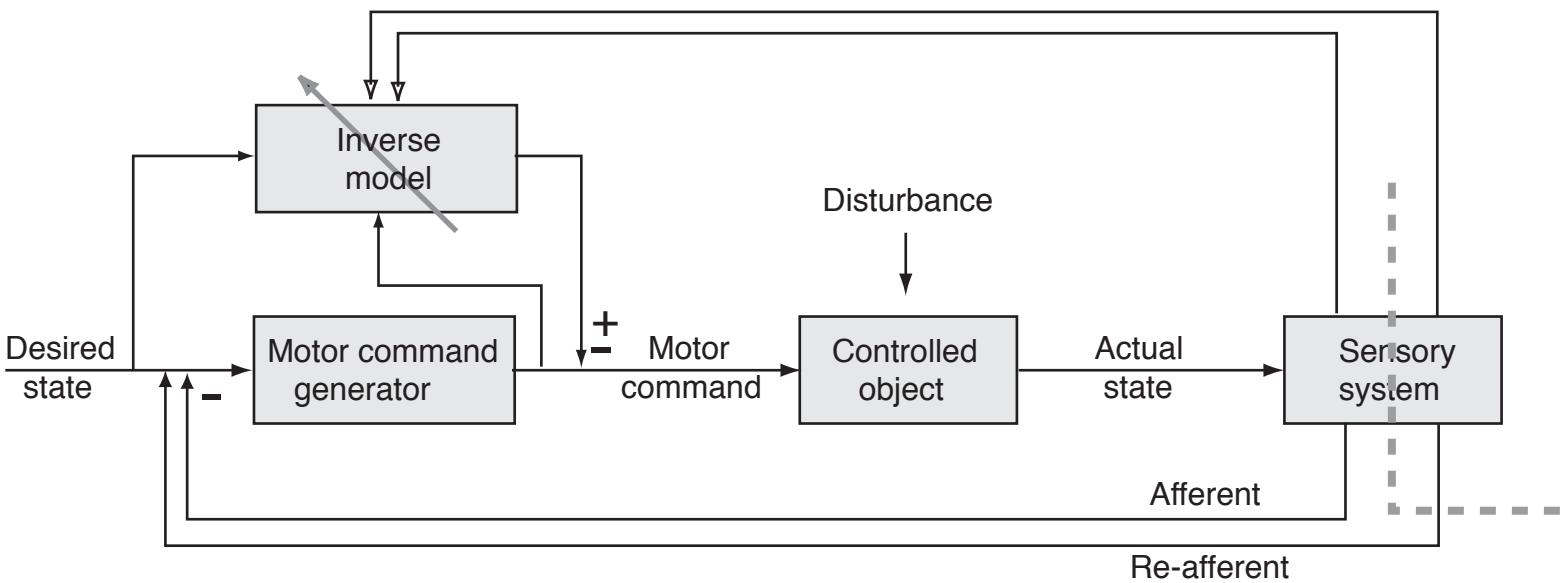 Inverse
model
Disturbance
Desired
state
-
Motor command
generator
+
-
Motor
command
Controlled
object
Actual
state
Sensory
system
Afferent
Re-afferent